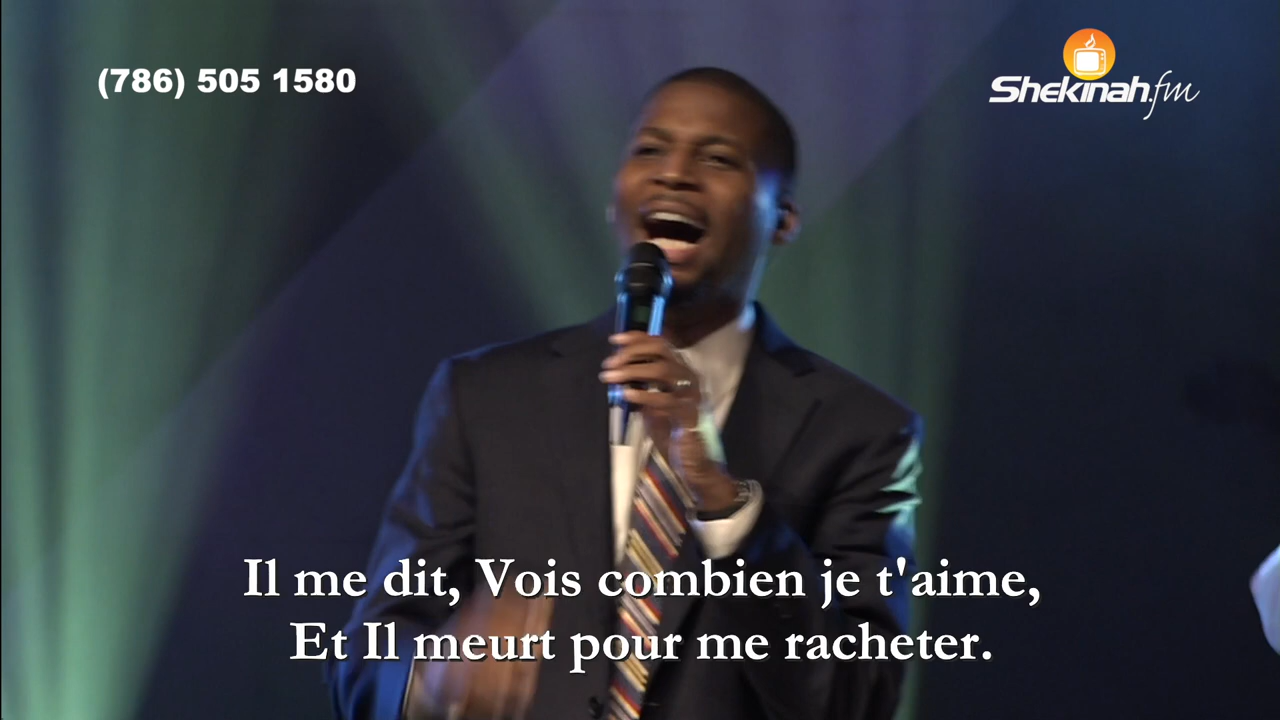 (786) 505 1580
Shekinah.fm
Il me dit, Vois combien je t'aime,
Et Il meurt pour me racheter.